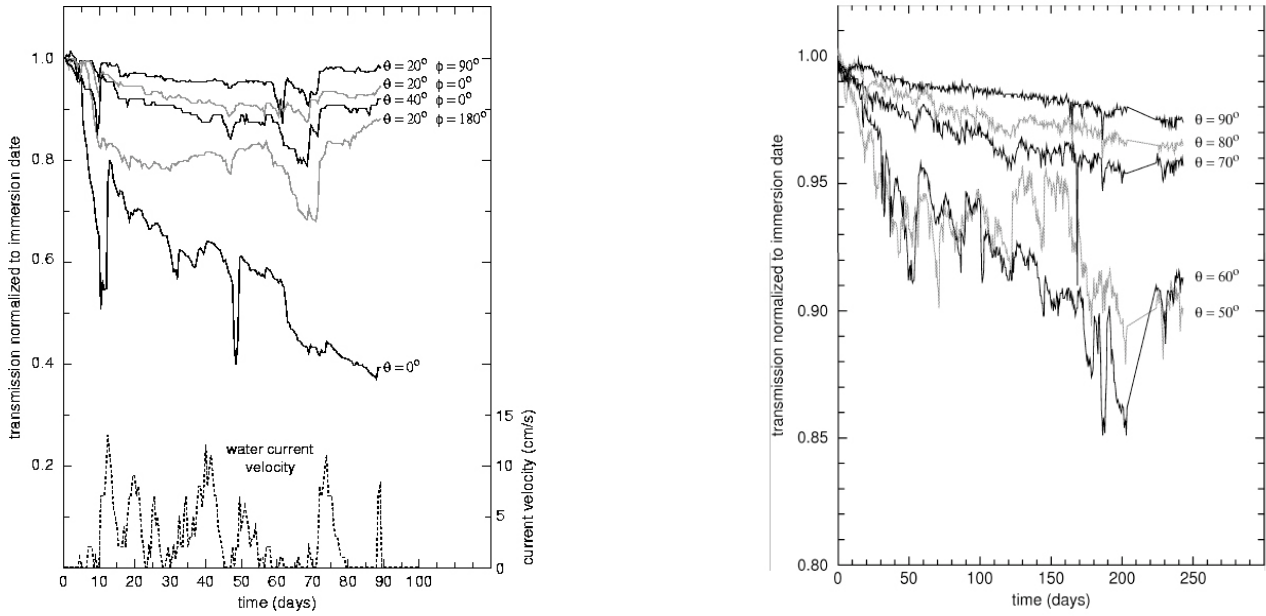 1.0
0.8
0.6
0.4
0.2
transmission normalized to immersion date
θ = 20° ϕ = 90°
θ = 20° ϕ = 0°
θ = 40° ϕ = 0°
θ = 20° ϕ = 180°
θ = 0°
water current
velocity
15
10
5
0
current velocity (cm/s)
0 10 20 30 40 50 60 70 80 90 100
time (days)
1.00
0.95
0.90
0.85
0.80
transmission normalized to immersion date
θ = 90°
θ = 80°
θ = 70°
θ = 60°
θ = 50°
0 50 100 150 200 250
time (days)